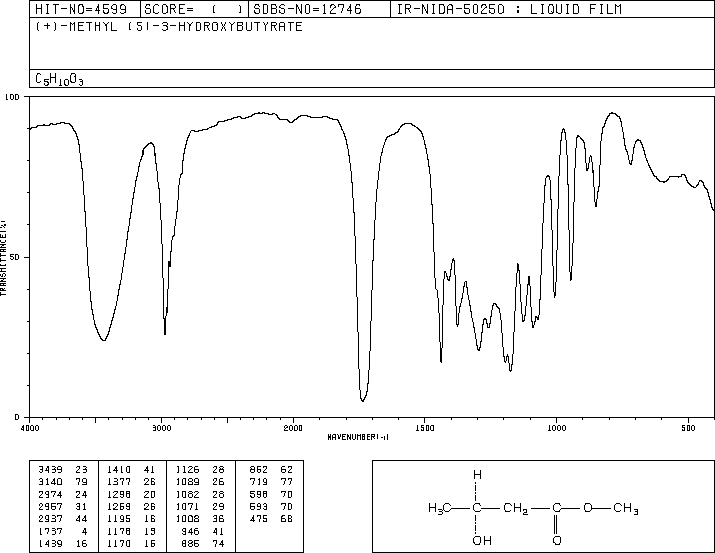 HIT-NO=4599 SCORE= ( ) SDBS-NO=12746 IR-NIDA-50250 : LIQUID FILM
(+)-METHYL (S)-3-HYDROXYBUTYRATE
C5H10O3
100
TRANSMITTANCE(%)
50
0
4000 3000 2000 1500 1000 500
WAVENUMBER(-1)
3439 23 1410 41 1126 28 862 62
3140 79 1377 26 1089 26 719 77
2974 24 1298 20 1082 28 598 70
2957 31 1269 26 1071 29 593 70
2937 44 1195 16 1008 36 475 68
1737 4 1178 15 946 41
1439 16 1170 16 885 74
H
H3C C CH2 C O CH3
OH O